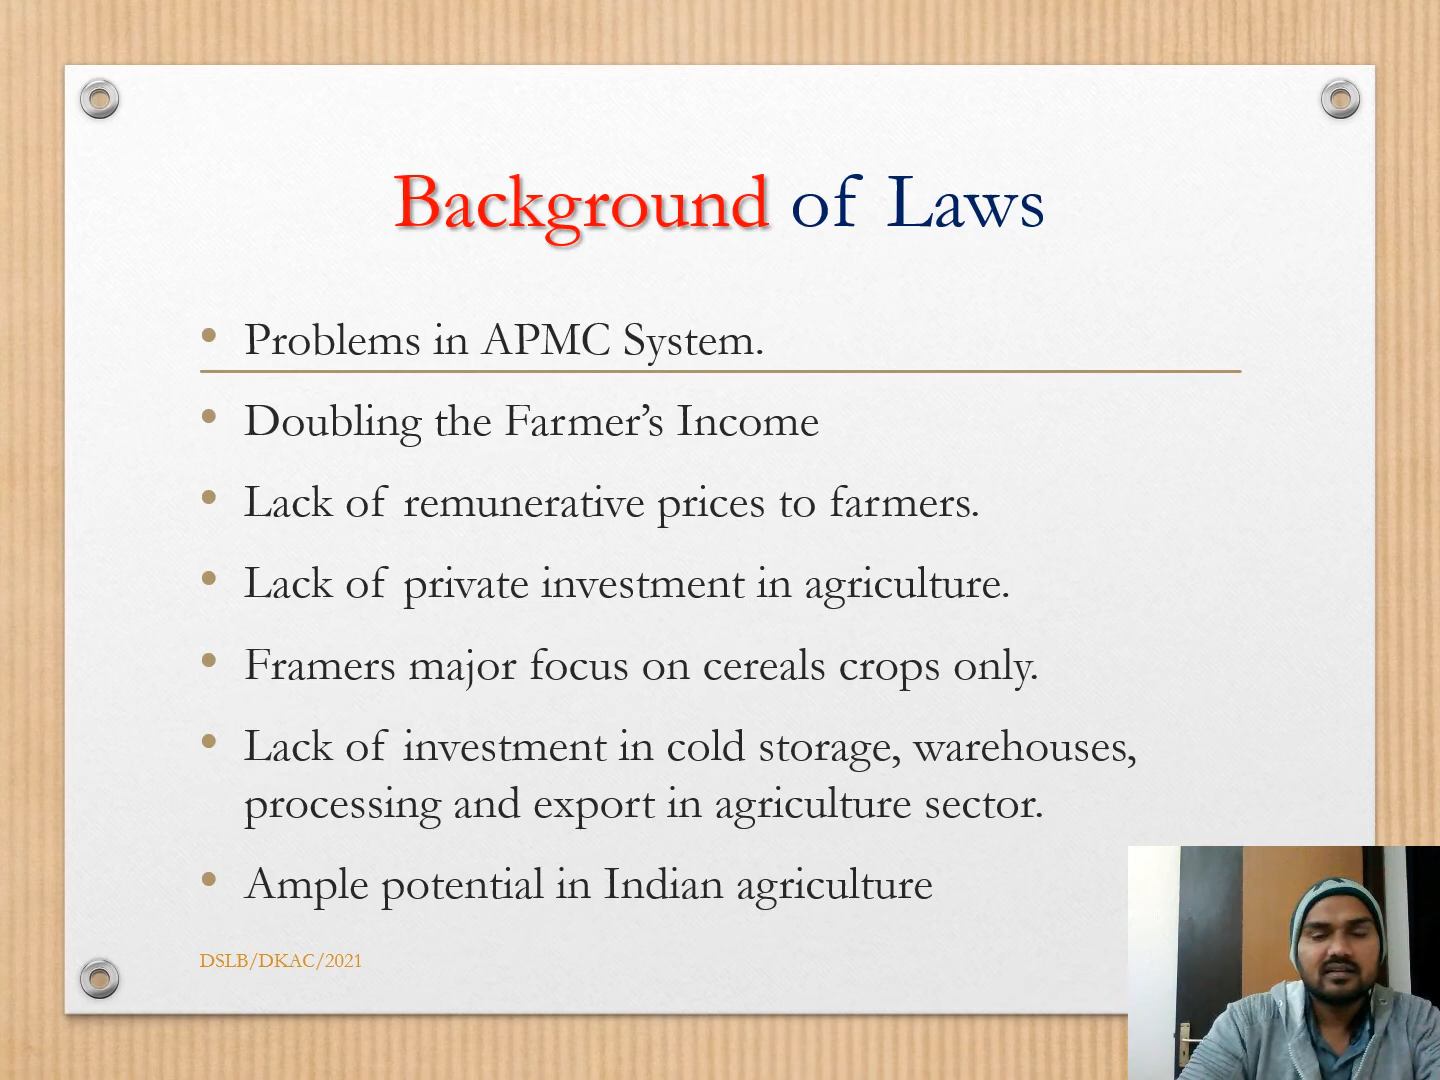 Background of Laws
• Problems in APMC System.
• Doubling the Farmer’s Income
• Lack of remunerative prices to farmers.
• Lack of private investment in agriculture.
• Framers major focus on cereals crops only.
• Lack of investment in cold storage, warehouses,
processing and export in agriculture sector.
• Ample potential in Indian agriculture
DSLB/DKAC/2021